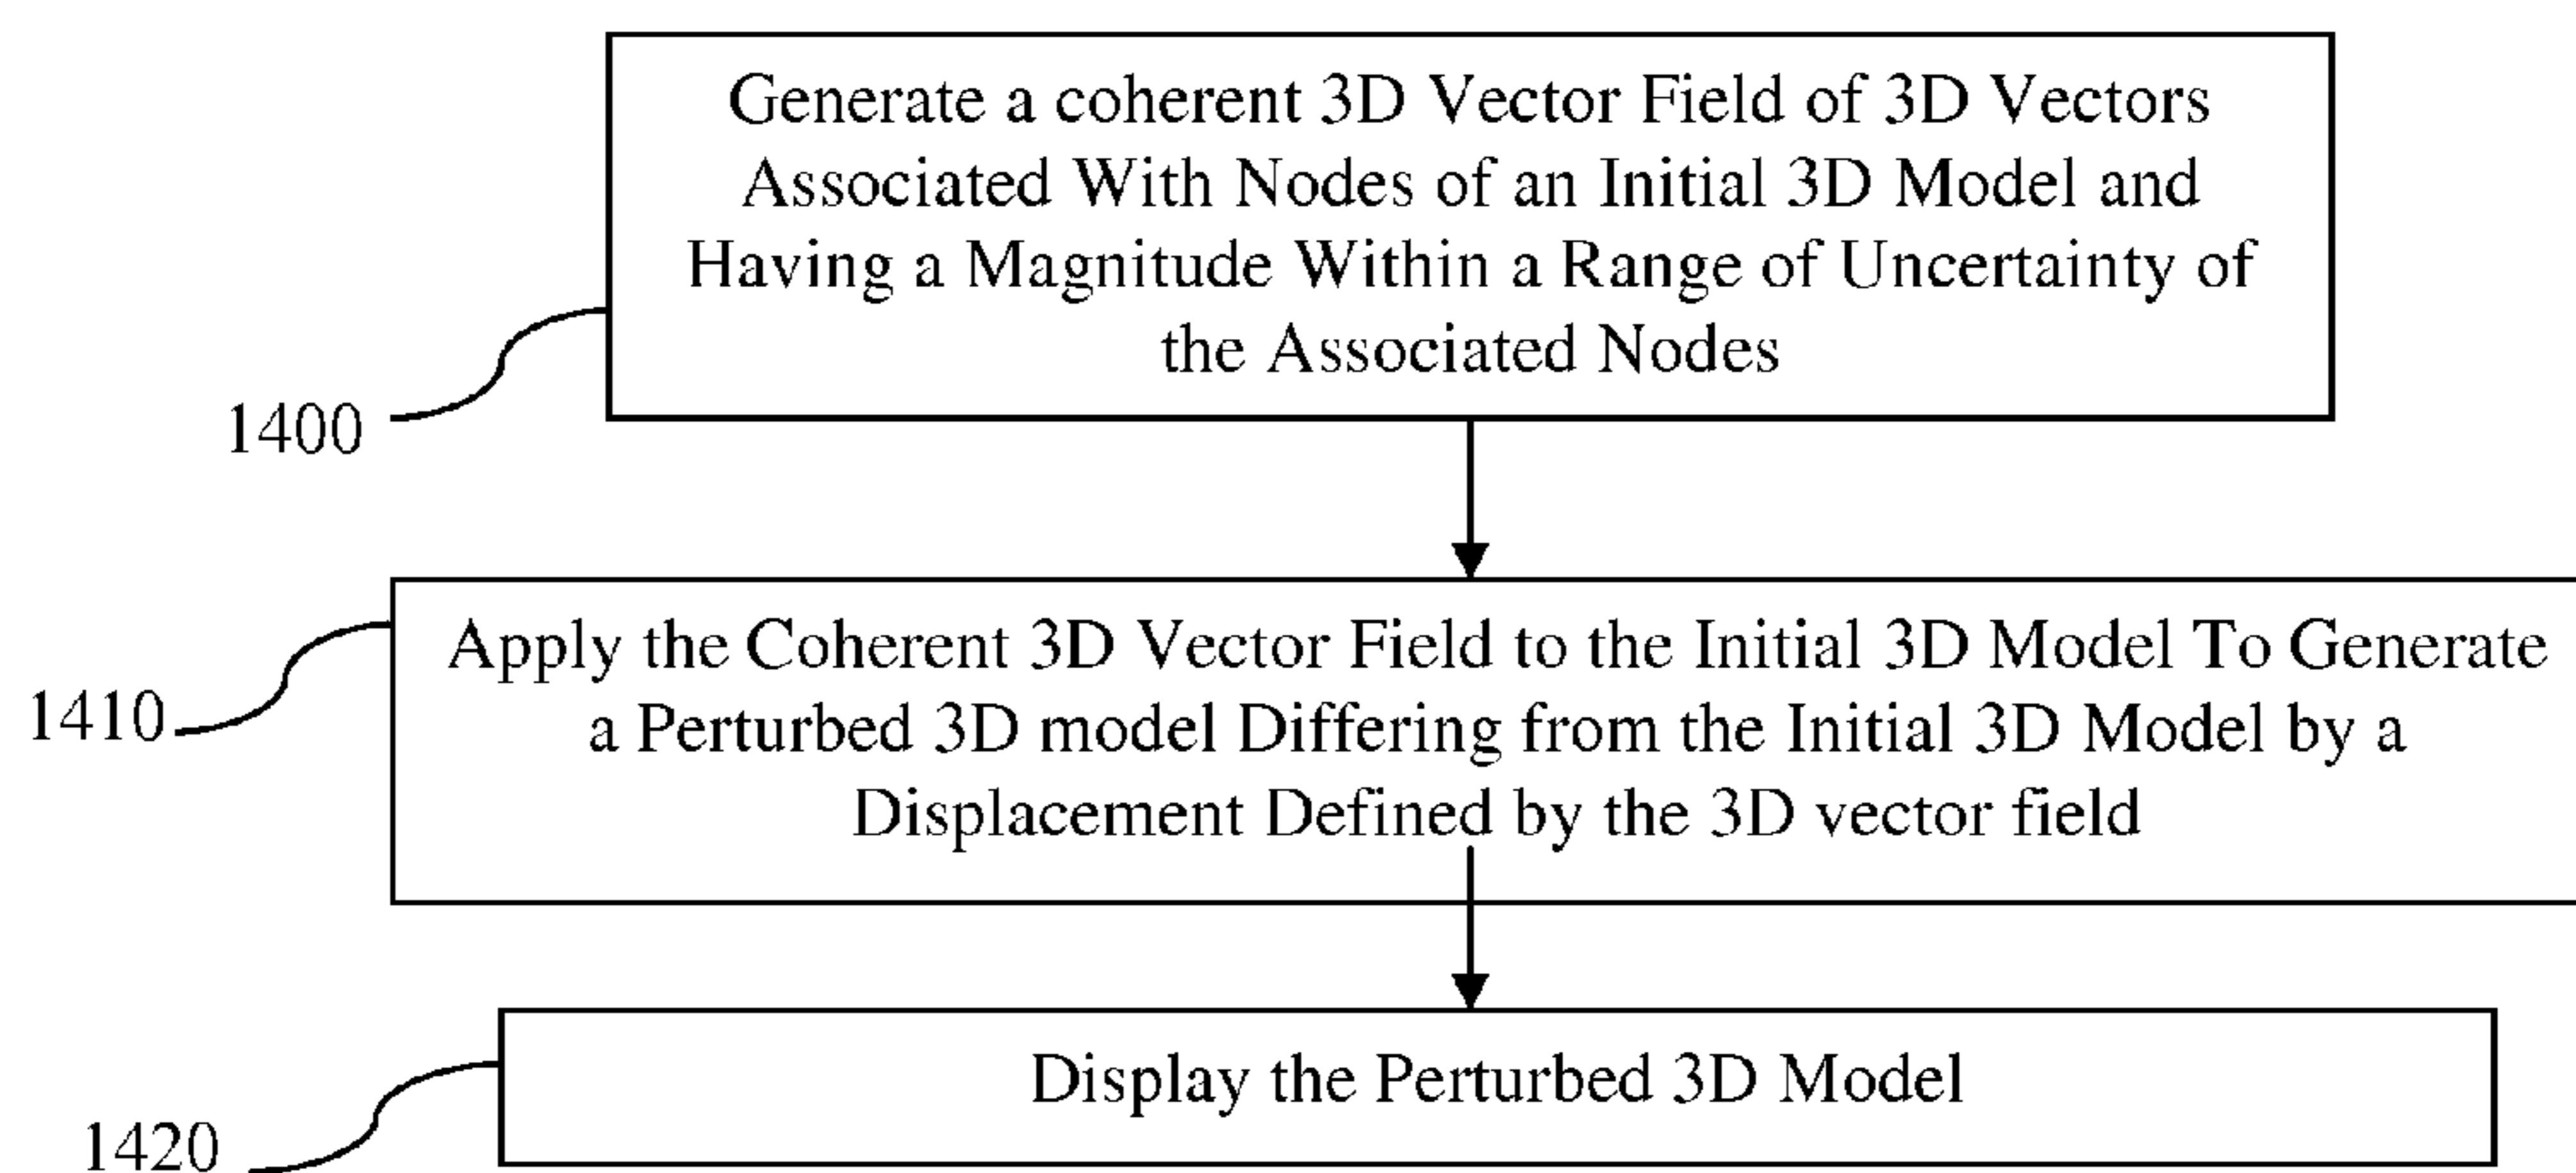 Generate a coherent 3D Vector Field of 3D Vectors
Associated With Nodes of an Initial 3D Model and
Having a Magnitude Within a Range of Uncertainty of
the Associated Nodes
1400
Apply the Coherent 3D Vector Field to the Initial 3D Model To Generate
a Perturbed 3D model Differing from the Initial 3D Model by a
Displacement Defined by the 3D vector field
1410
Display the Perturbed 3D Model
1420